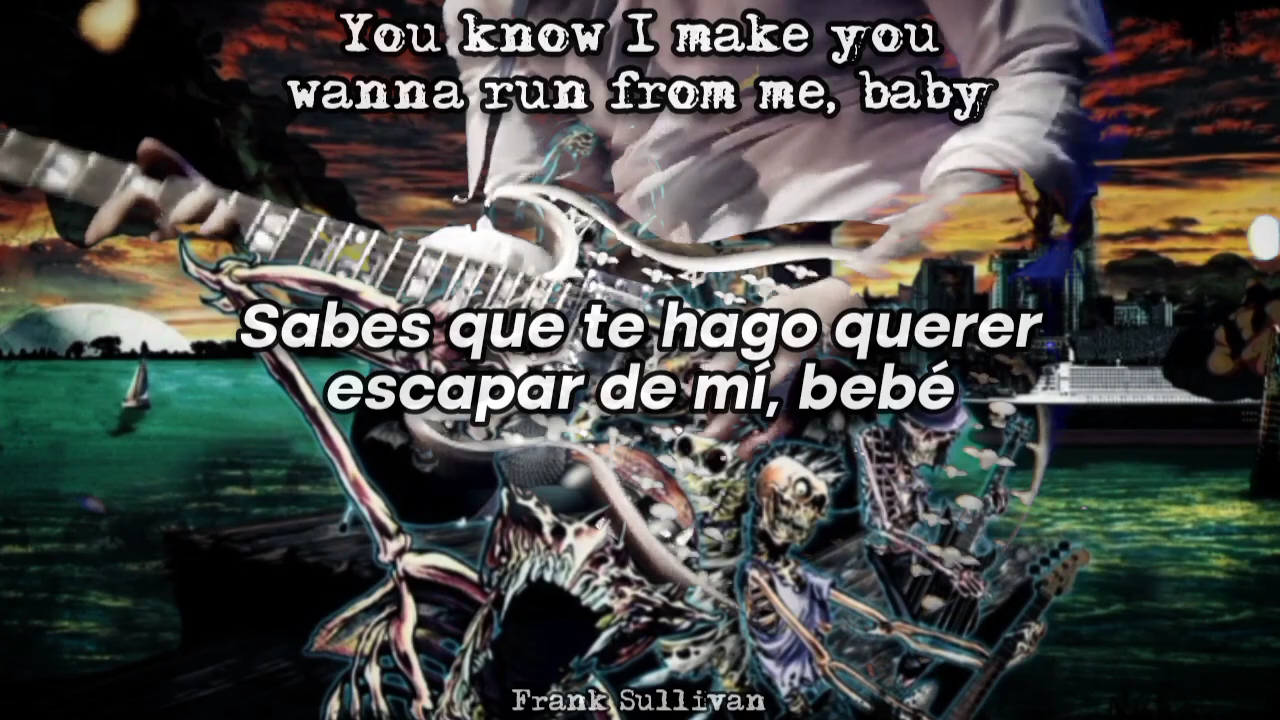 You know I make you
wanna run from me, baby
Sabes que te hago querer
escapar de mí, bebé
Frank Sullivan